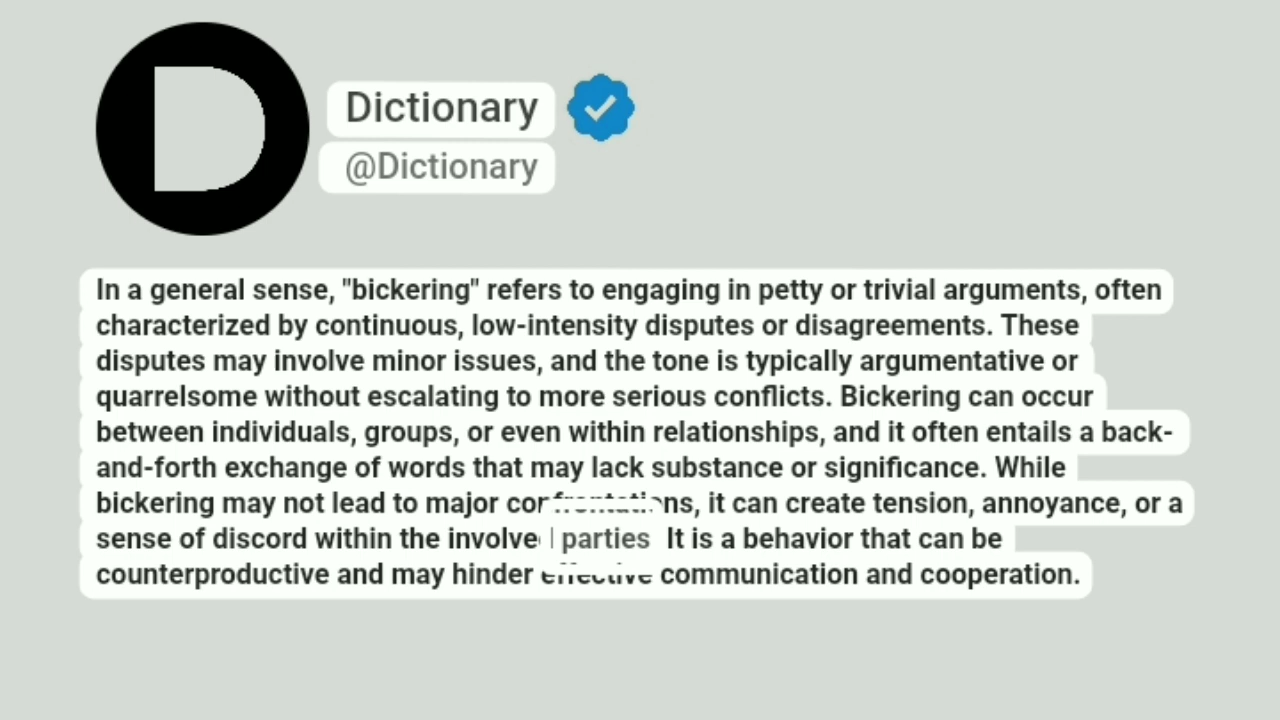 Dictionary
@Dictionary
In a general sense, "bickering" refers to engaging in petty or trivial arguments, often
characterized by continuous, low-intensity disputes or disagreements. These
disputes may involve minor issues, and the tone is typically argumentative or
quarrelsome without escalating to more serious conflicts. Bickering can occur
between individuals, groups, or even within relationships, and it often entails a back-
and-forth exchange of words that may lack substance or significance. While
bickering may not lead to major confrontations, it can create tension, annoyance, or a
sense of discord within the involved parties It is a behavior that can be
counterproductive and may hinder effective communication and cooperation.